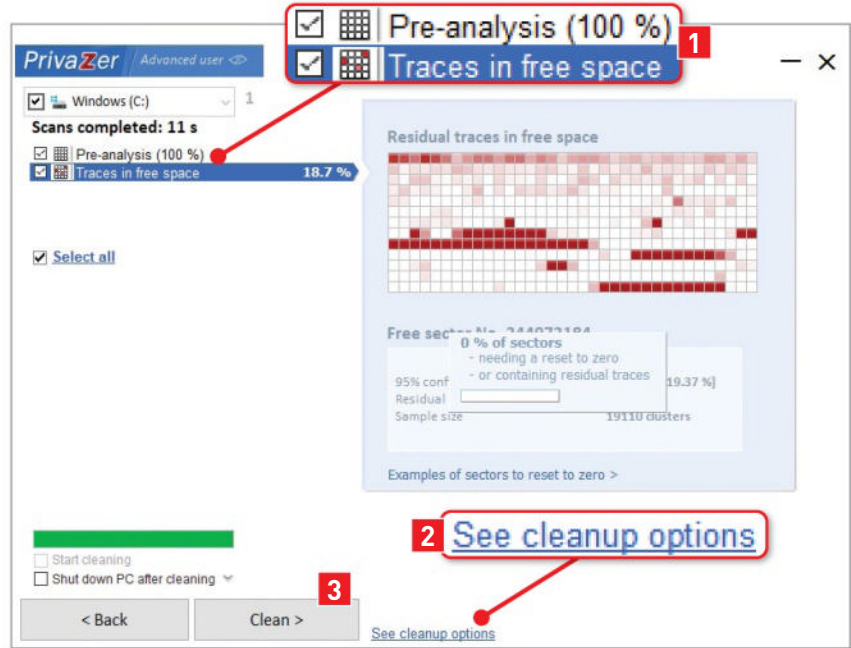 Pre-analysis (100 %)
1
Traces in free space
PrivaZer Advanced user
Windows (C:) 1
Scans completed: 11 s
Pre-analysis (100 %)
Traces in free space 18.7 %
Select all
Residual traces in free space
Free sector No. 244072184
0 % of sectors
- needing a reset to zero
- or containing residual traces
95% conf 19.37 %]
Residual
Sample size 19110 clusters
Examples of sectors to reset to zero >
2 See cleanup options
Start cleaning
Shut down PC after cleaning
3
< Back Clean >
See cleanup options